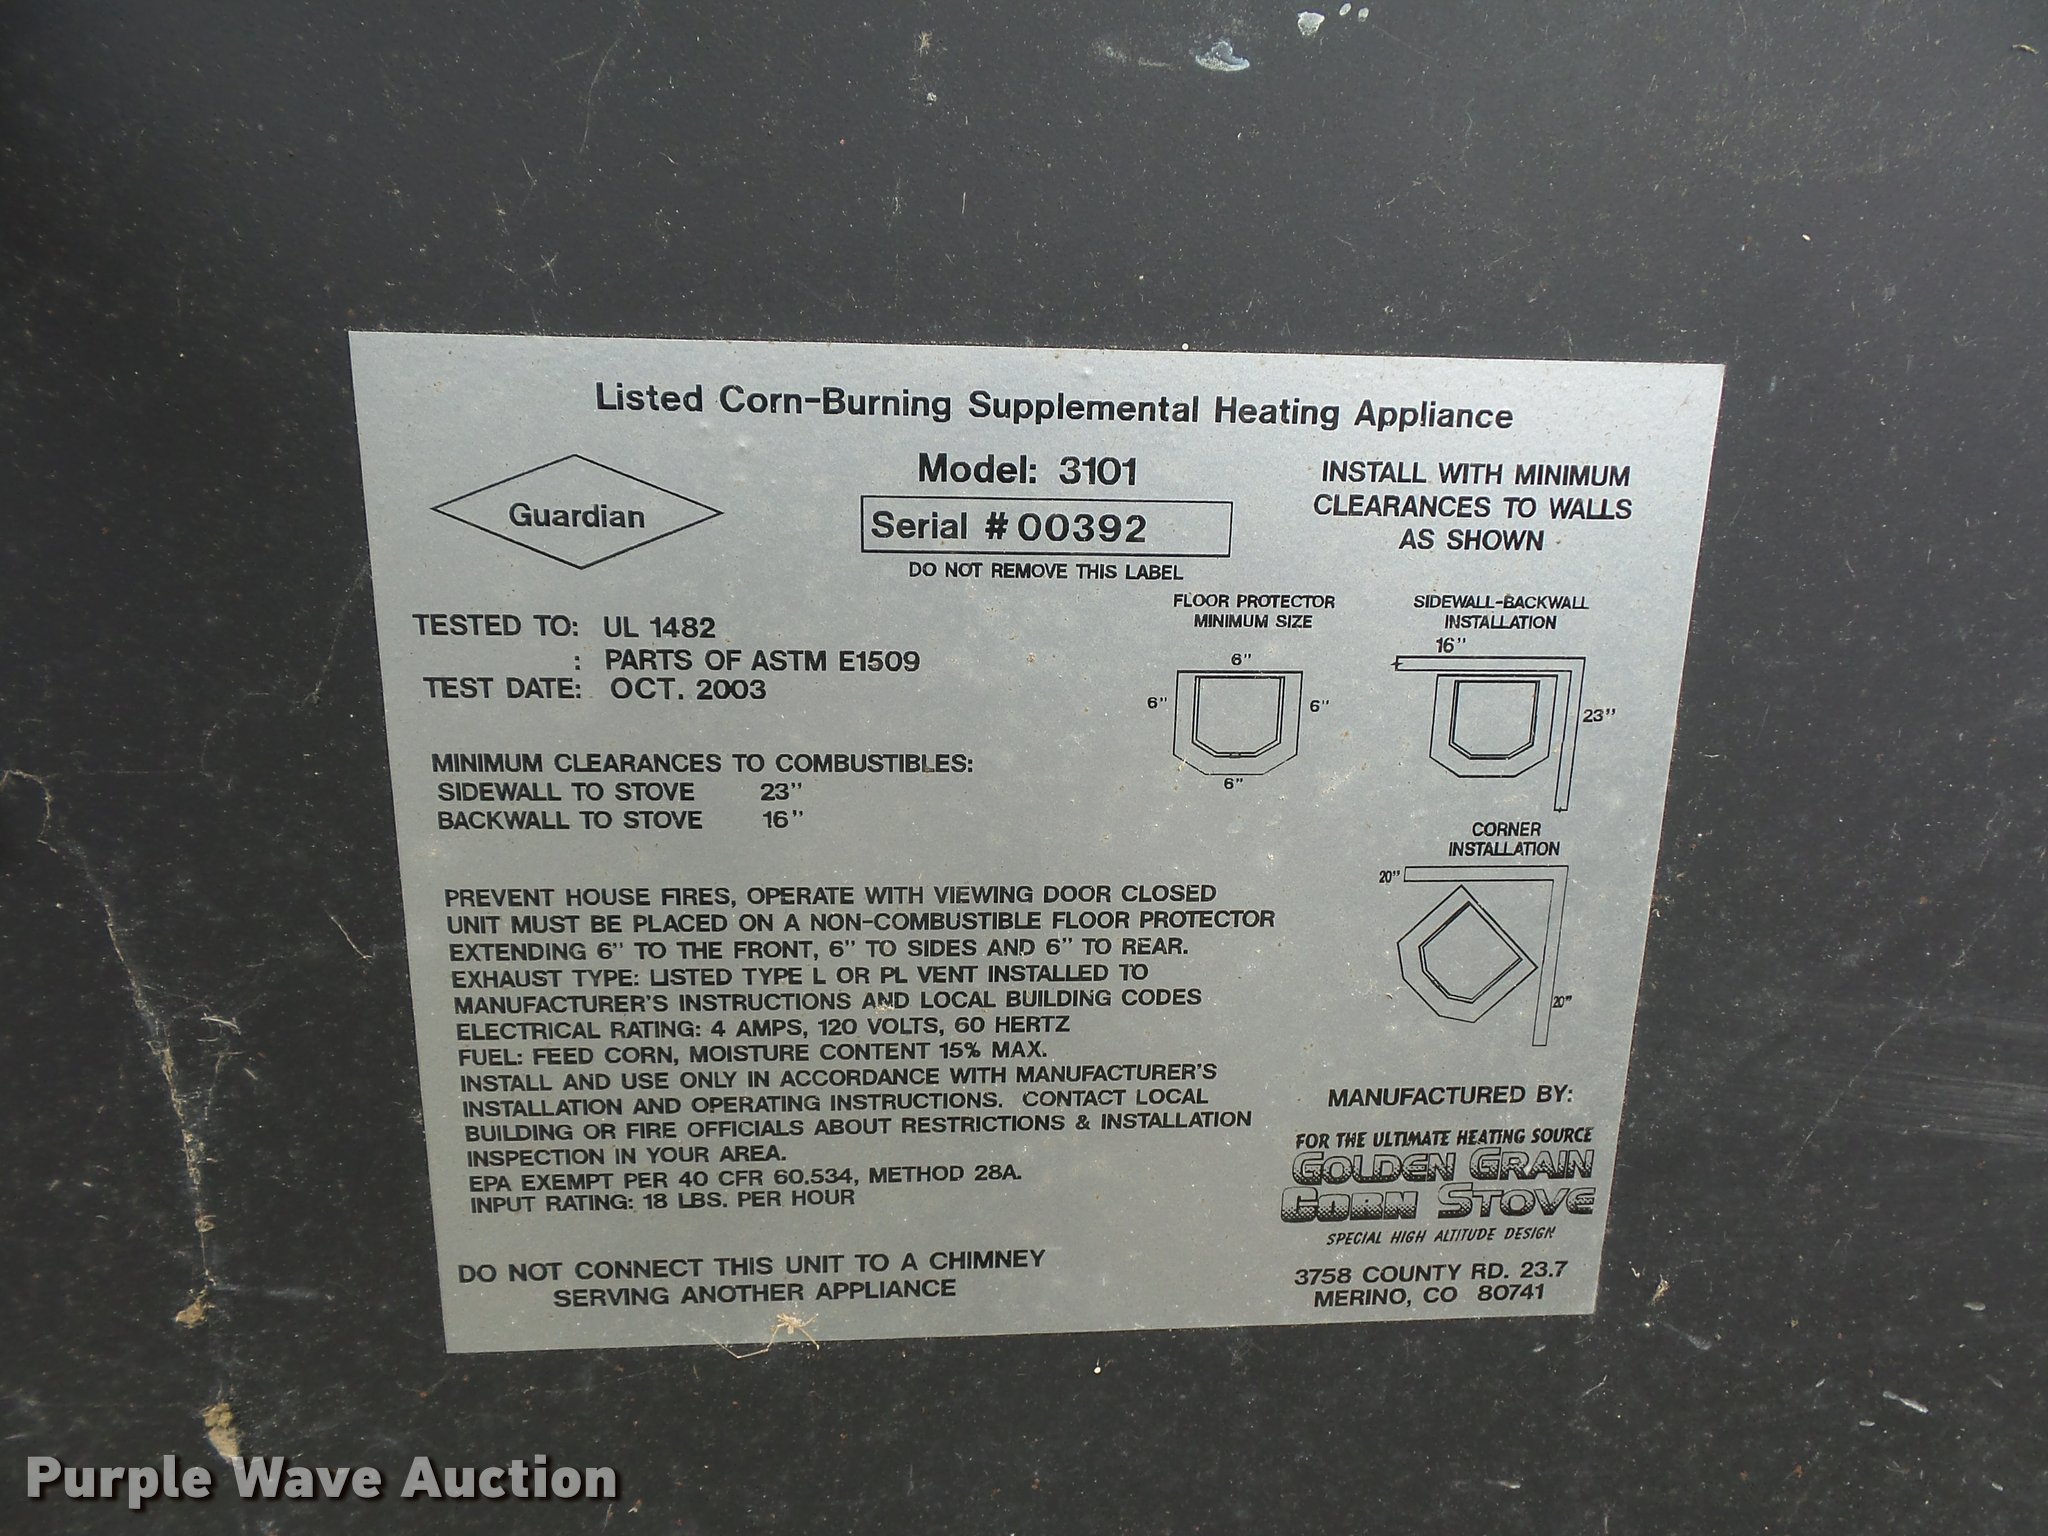 Listed Corn-Burning Supplemental Heating Appliance
Guardian
Model: 3101
Serial # 00392
DO NOT REMOVE THIS LABEL
INSTALL WITH MINIMUM
CLEARANCES TO WALLS
AS SHOWN
TESTED TO: UL 1482
: PARTS OF ASTM E1509
TEST DATE: OCT. 2003
FLOOR PROTECTOR
MINIMUM SIZE
6"
6" 6"
6"
SIDEWALL-BACKWALL
INSTALLATION
16"
23"
MINIMUM CLEARANCES TO COMBUSTIBLES:
SIDEWALL TO STOVE 23"
BACKWALL TO STOVE 16"
CORNER
INSTALLATION
20"
20"
PREVENT HOUSE FIRES, OPERATE WITH VIEWING DOOR CLOSED
UNIT MUST BE PLACED ON A NON-COMBUSTIBLE FLOOR PROTECTOR
EXTENDING 6" TO THE FRONT, 6" TO SIDES AND 6" TO REAR.
EXHAUST TYPE: LISTED TYPE L OR PL VENT INSTALLED TO
MANUFACTURER'S INSTRUCTIONS AND LOCAL BUILDING CODES
ELECTRICAL RATING: 4 AMPS, 120 VOLTS, 60 HERTZ
FUEL: FEED CORN, MOISTURE CONTENT 15% MAX.
INSTALL AND USE ONLY IN ACCORDANCE WITH MANUFACTURER'S
INSTALLATION AND OPERATING INSTRUCTIONS. CONTACT LOCAL
BUILDING OR FIRE OFFICIALS ABOUT RESTRICTIONS & INSTALLATION
INSPECTION IN YOUR AREA.
EPA EXEMPT PER 40 CFR 60.534, METHOD 28A.
INPUT RATING: 18 LBS. PER HOUR
DO NOT CONNECT THIS UNIT TO A CHIMNEY
SERVING ANOTHER APPLIANCE
MANUFACTURED BY:
FOR THE ULTIMATE HEATING SOURCE
GOLDEN GRAIN
CORN STOVE
SPECIAL HIGH ALTITUDE DESIGN
3758 COUNTY RD. 23.7
MERINO, CO 80741
Purple Wave Auction